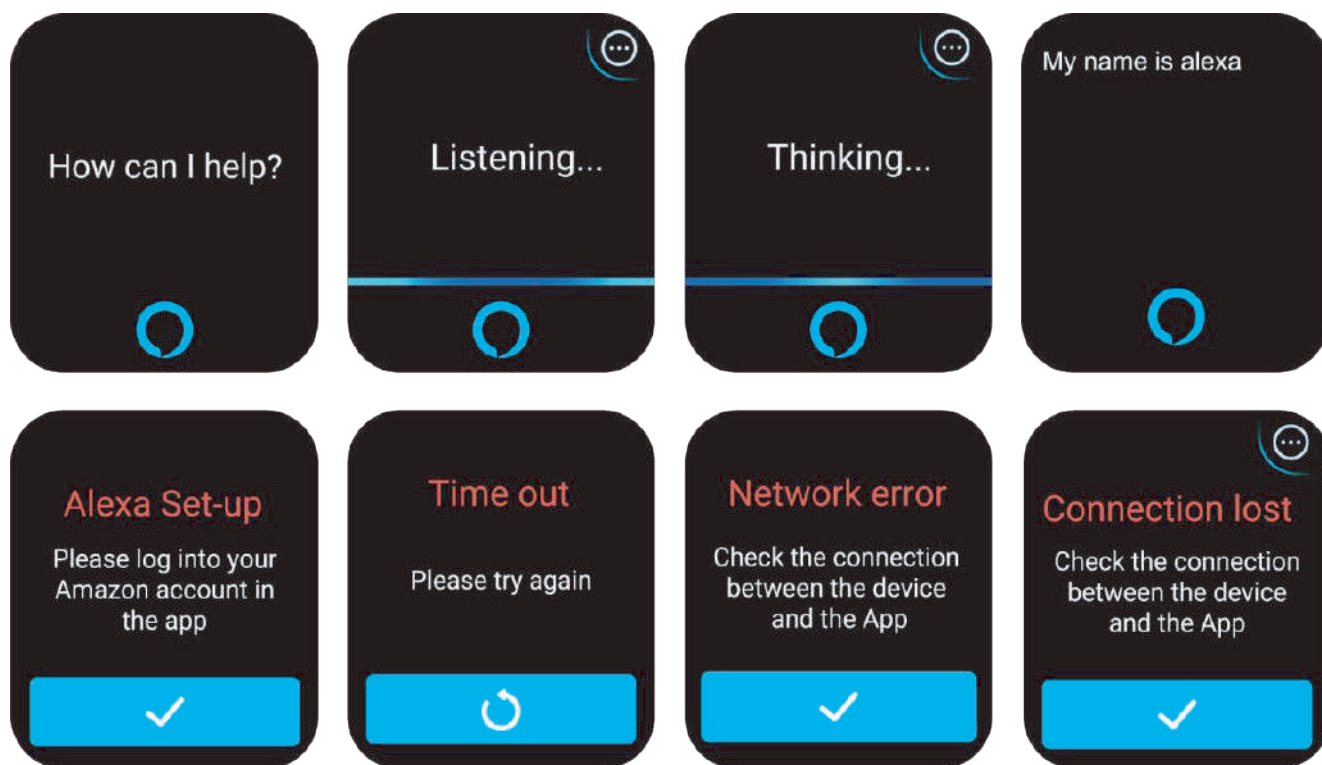 How can I help?
Listening...
Thinking...
My name is alexa
Alexa Set-up
Please log into your
Amazon account in
the app
Time out
Please try again
Network error
Check the connection
between the device
and the App
Connection lost
Check the connection
between the device
and the App